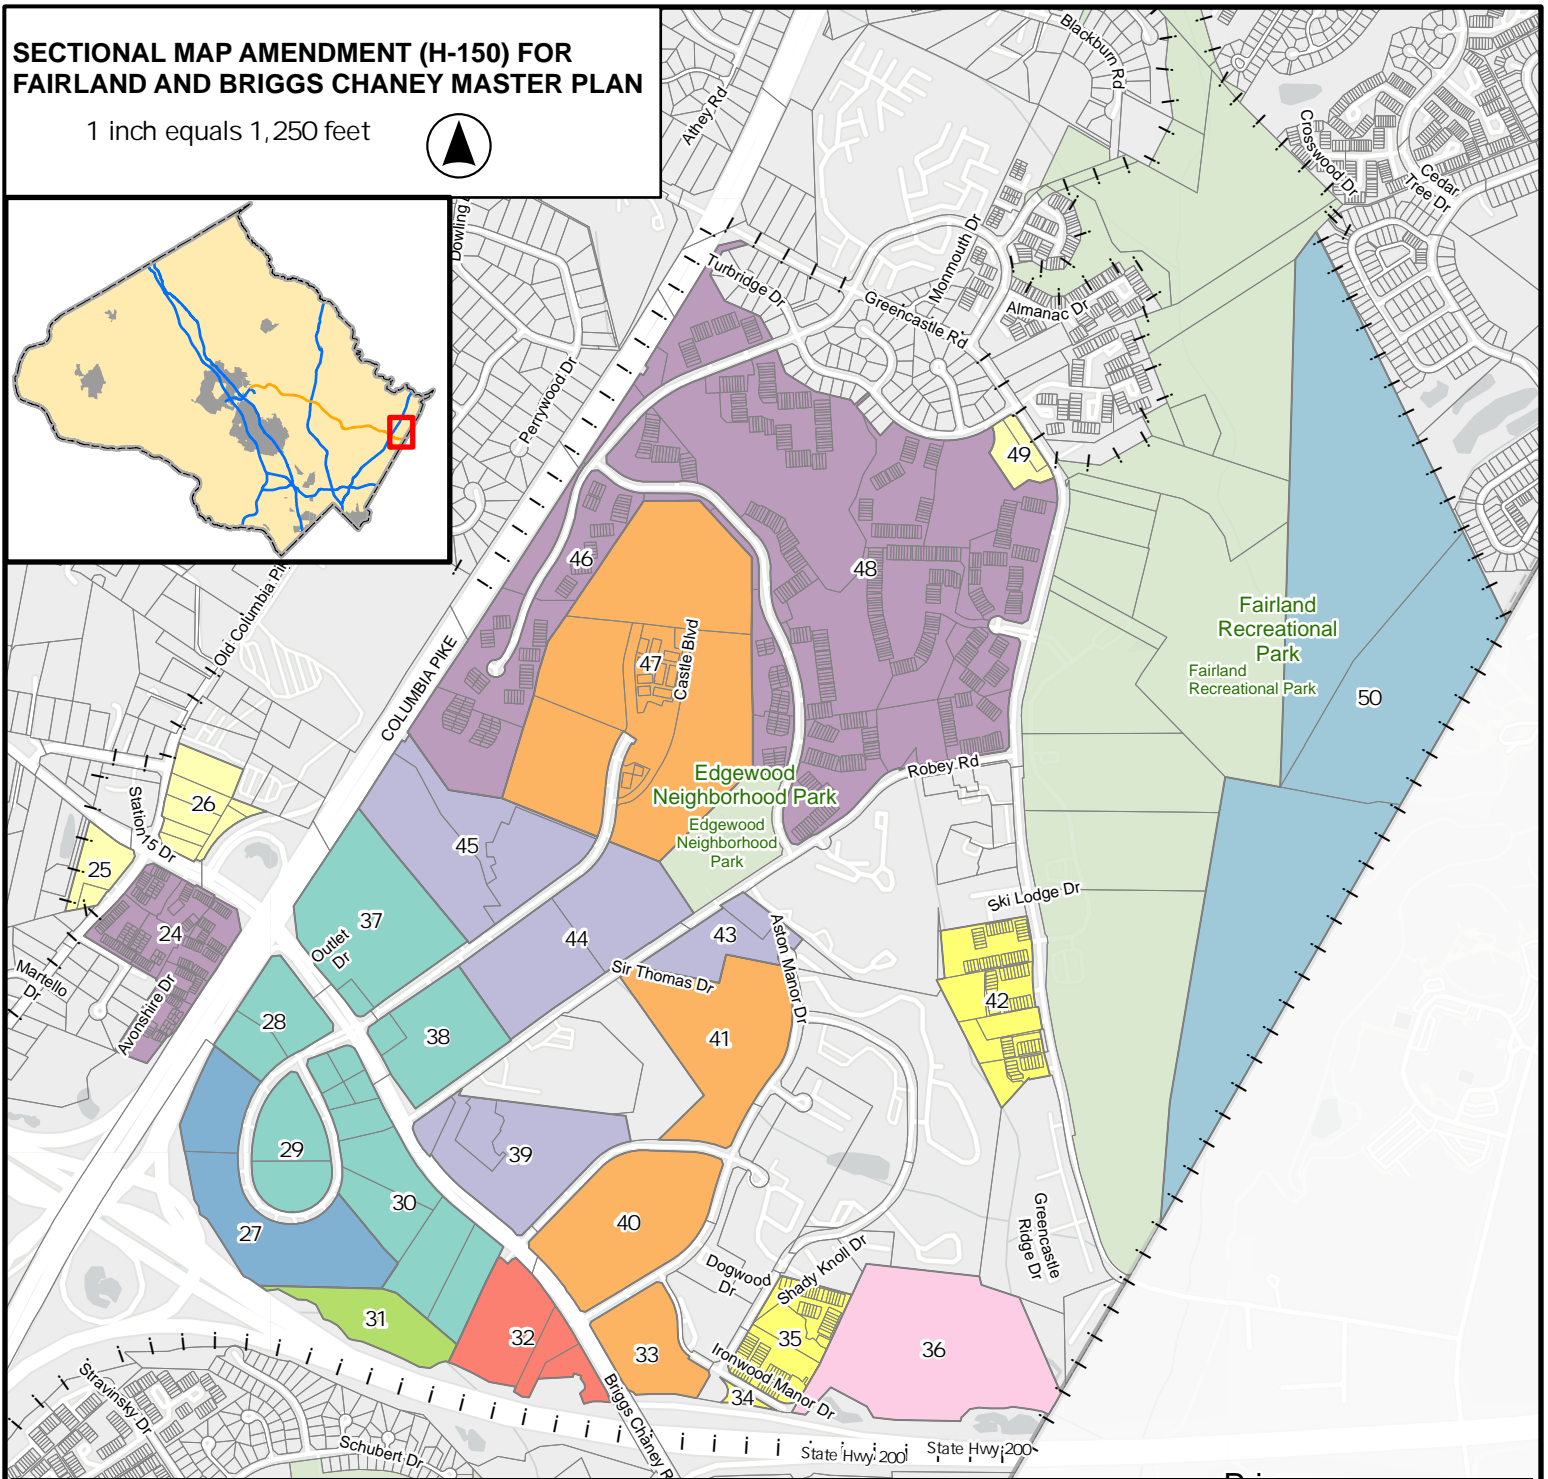 SECTIONAL MAP AMENDMENT (H-150) FOR
FAIRLAND AND BRIGGS CHANEY MASTER PLAN
1 inch equals 1,250 feet
Blackburn Rd
Athey Rd
Crosswood Dr
Cedar
Tree Dr
Dowling
Monmouth Dr
Turbridge Dr
Greencastle Rd
Almanac Dr
Perrywood Dr
49
46
48
Old Columbia Pi
Fairland
Recreational
Park
Fairland
Recreational Park
COLUMBIA PIKE
47
Castle Blvd
50
Robey Rd
Edgewood
Neighborhood Park
Edgewood
Neighborhood
Park
26
Station 15 Dr
45
25
Ski Lodge Dr
37
24
Outlet
Dr
44
43
Aston Manor Dr
Sir Thomas Dr
Martello
Dr
Avonshire Dr
42
28
38
41
29
39
30
40
27
Greencastle
Ridge Dr
Dogwood
Dr
Shady Knoll Dr
31
32
33
35
36
Ironwood Manor Dr
34
Briggs Chaney R
Stravinsky Dr
Schubert Dr
State Hwy 200
State Hwy 200